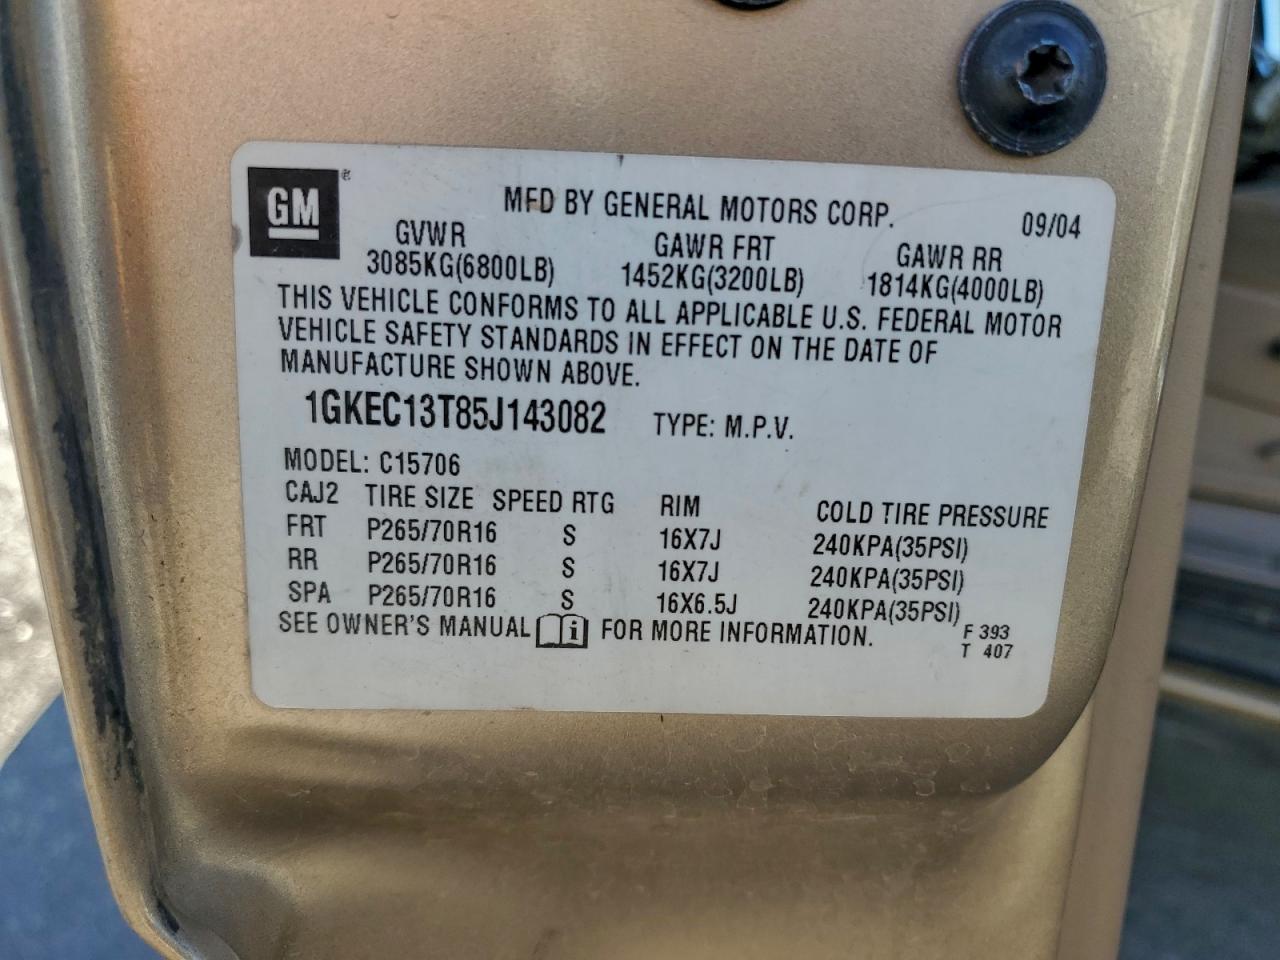 GM®
MFD BY GENERAL MOTORS CORP. 09/04
GVWR GAWR FRT GAWR RR
3085KG(6800LB) 1452KG(3200LB) 1814KG(4000LB)
THIS VEHICLE CONFORMS TO ALL APPLICABLE U.S. FEDERAL MOTOR
VEHICLE SAFETY STANDARDS IN EFFECT ON THE DATE OF
MANUFACTURE SHOWN ABOVE.
1GKEC13T85J143082 TYPE: M.P.V.
MODEL: C15706
CAJ2 TIRE SIZE SPEED RTG RIM COLD TIRE PRESSURE
FRT P265/70R16 S 16X7J 240KPA(35PSI)
RR P265/70R16 S 16X7J 240KPA(35PSI)
SPA P265/70R16 S 16X6.5J 240KPA(35PSI)
SEE OWNER'S MANUAL i FOR MORE INFORMATION.
F 393
T 407